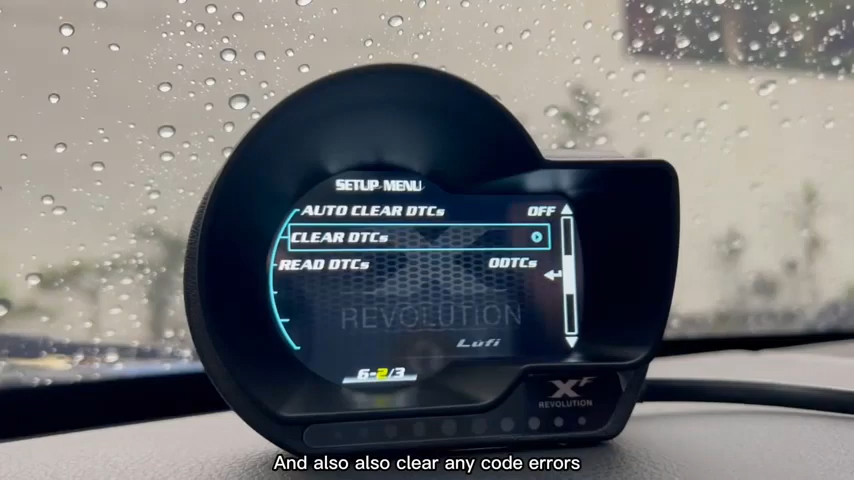 SETUP MENU
AUTO CLEAR DTCs OFF
CLEAR DTCs
READ DTCs 0DTCs
REVOLUTION
Lufi
6-2/3
XF
REVOLUTION
And also also clear any code errors